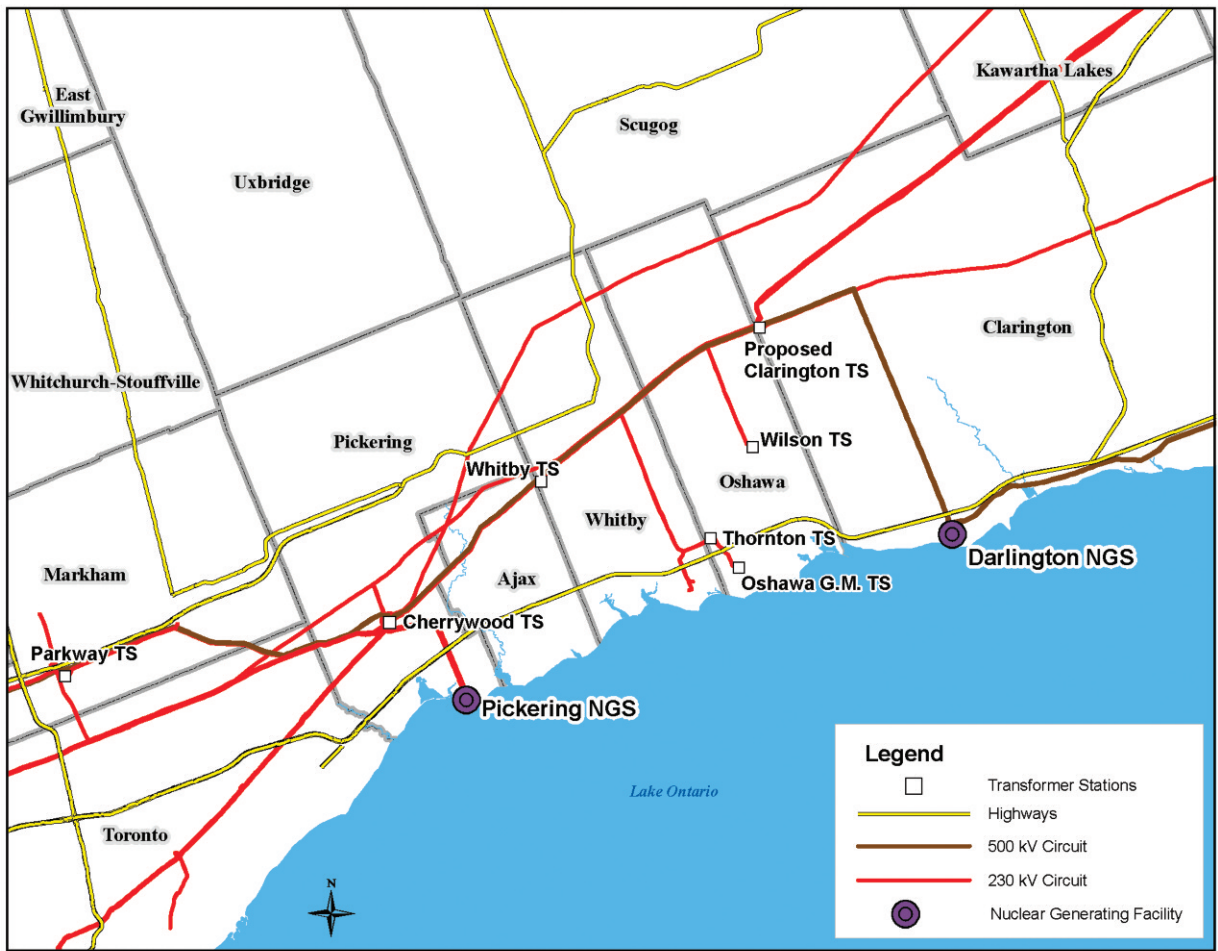 East
Gwillimbury
Scugog
Kawartha Lakes
Uxbridge
Clarington
Proposed
Clarington TS
Whitchurch-Stouffville
Pickering
Wilson TS
Whitby TS
Oshawa
Whitby
Thornton TS
Darlington NGS
Markham
Ajax
Oshawa G.M. TS
Cherrywood TS
Parkway TS
Pickering NGS
Lake Ontario
Toronto
N
Legend
Transformer Stations
Highways
500 kV Circuit
230 kV Circuit
Nuclear Generating Facility